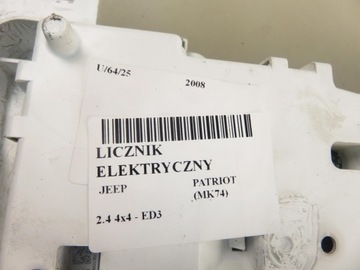 U/64/25 2008
LICZNIK
ELEKTRYCZNY
JEEP PATRIOT
(MK74)
2.4 4x4 - ED3